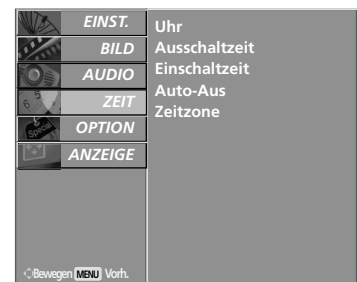 EINST.
BILD
AUDIO
ZEIT
OPTION
ANZEIGE
Uhr
Ausschaltzeit
Einschaltzeit
Auto-Aus
Zeitzone
Bewegen MENU Vorh.